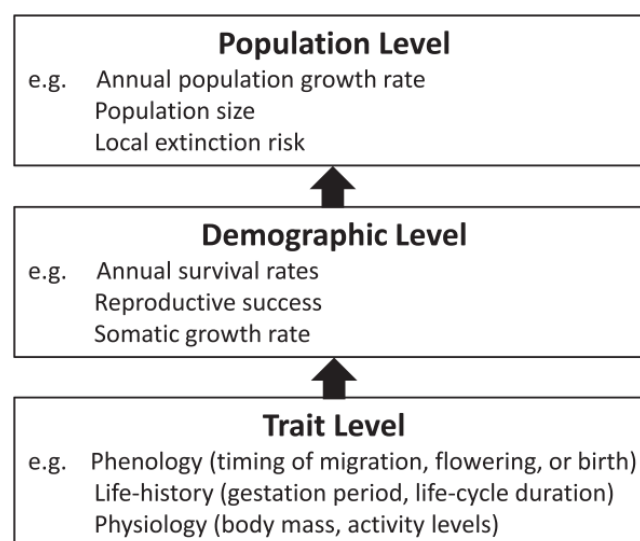 Population Level
e.g. Annual population growth rate
Population size
Local extinction risk
Demographic Level
e.g. Annual survival rates
Reproductive success
Somatic growth rate
Trait Level
e.g. Phenology (timing of migration, flowering, or birth)
Life-history (gestation period, life-cycle duration)
Physiology (body mass, activity levels)